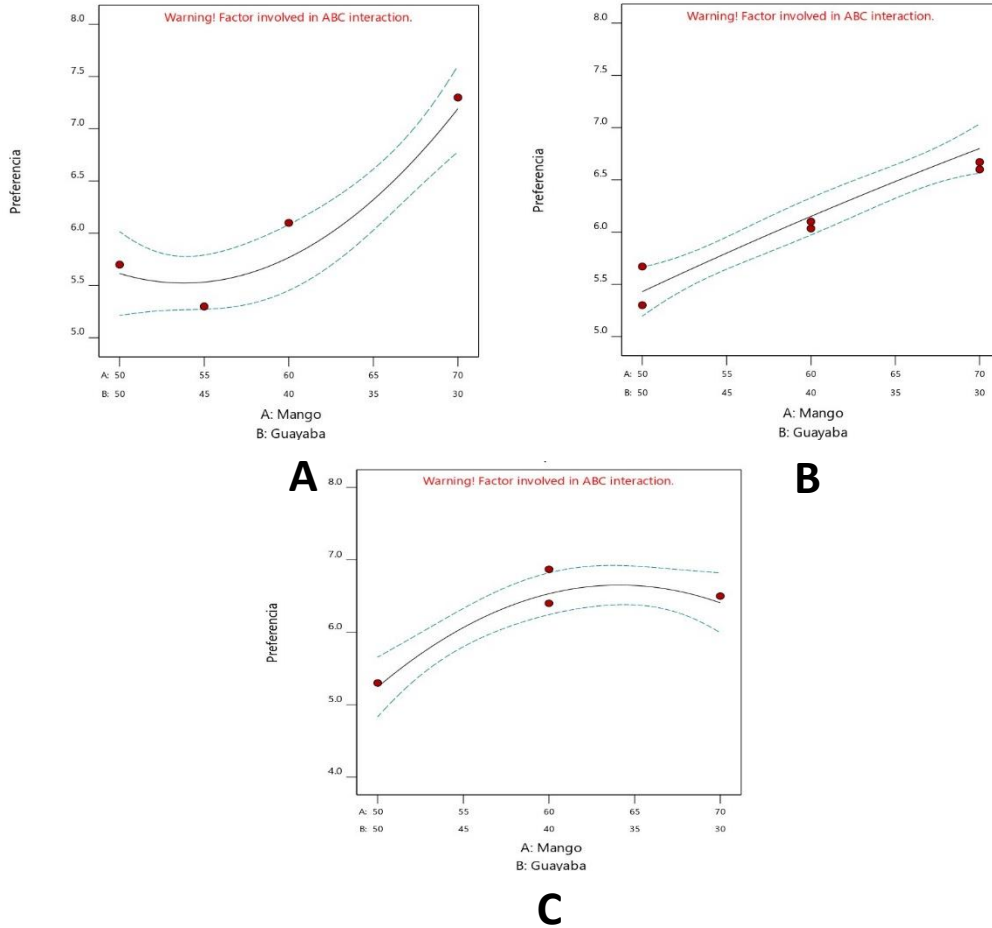 Warning! Factor involved in ABC interaction.
8.0
7.5
7.0
6.5
6.0
5.5
5.0
Preferencia
A: 50 55 60 65 70
B: 50 45 40 35 30
A: Mango
B: Guayaba
A
Warning! Factor involved in ABC interaction.
8.0
7.5
7.0
6.5
6.0
5.5
5.0
Preferencia
A: 50 55 60 65 70
B: 50 45 40 35 30
A: Mango
B: Guayaba
B
Warning! Factor involved in ABC interaction.
8.0
7.0
6.0
5.0
4.0
Preferencia
A: 50 55 60 65 70
B: 50 45 40 35 30
A: Mango
B: Guayaba
C